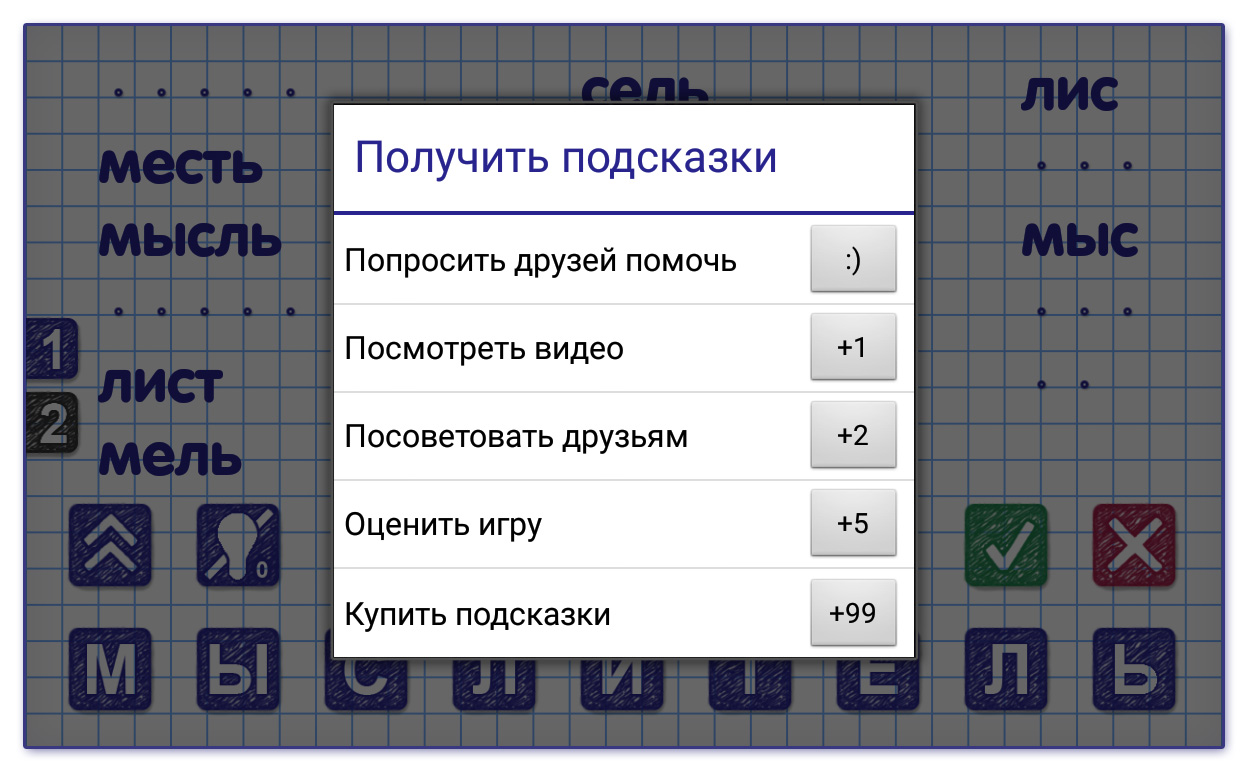 сель
лис
месть
мысль
мыс
лист
мель
1
2
Получить подсказки
Попросить друзей помочь :)
Посмотреть видео +1
Посоветовать друзьям +2
Оценить игру +5
Купить подсказки +99
0
М Ы С Л И Т Е Л Ь